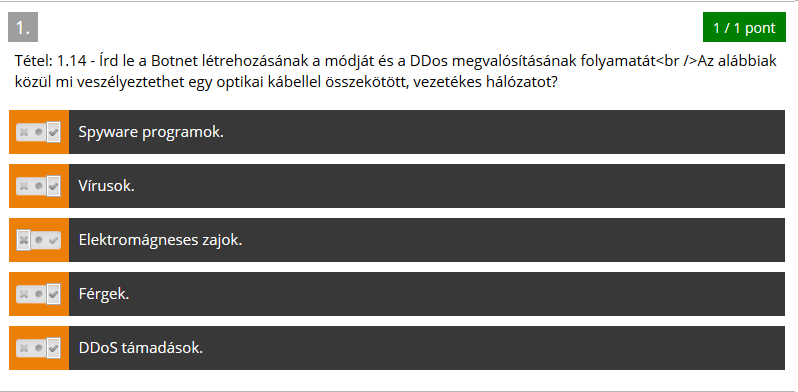 1.
1 / 1 pont
Tétel: 1.14 - Írd le a Botnet létrehozásának a módját és a DDos megvalósításának folyamatát<br />Az alábbiak
közül mi veszélyeztethet egy optikai kábellel összekötött, vezetékes hálózatot?
Spyware programok.
Vírusok.
Elektromágneses zajok.
Férgek.
DDoS támadások.